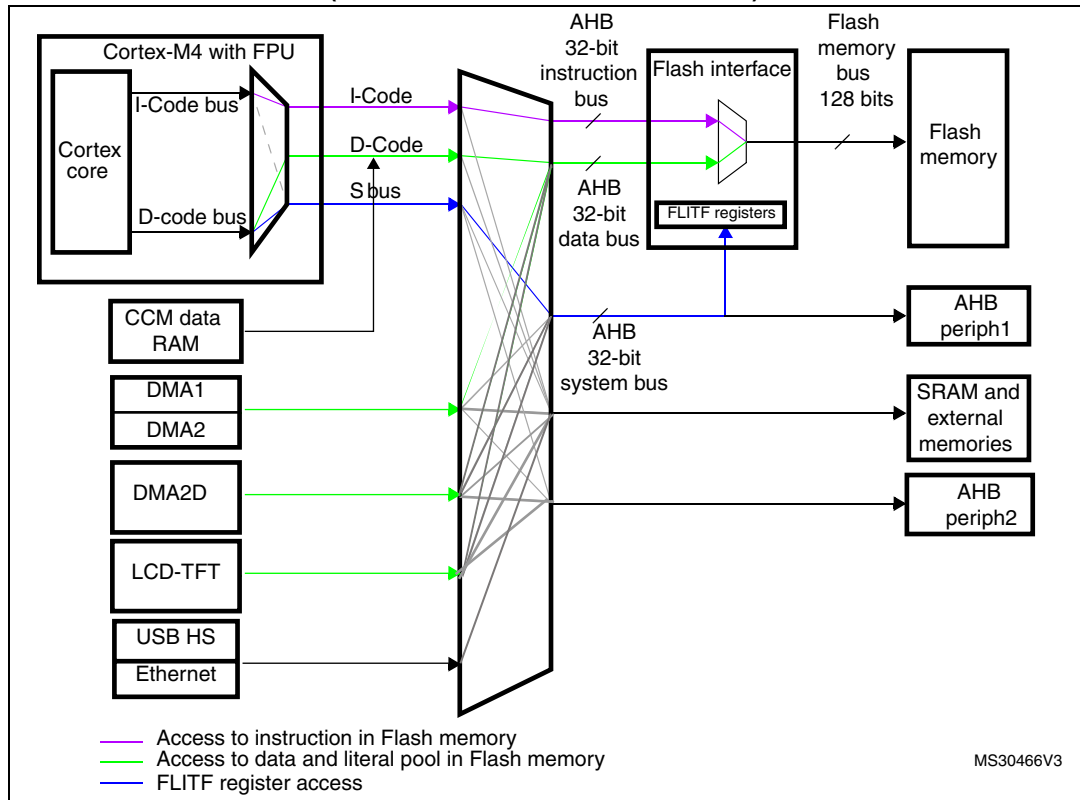 Cortex-M4 with FPU
Cortex
core
I-Code bus
D-code bus
I-Code
D-Code
S bus
AHB
32-bit
instruction
bus
Flash interface
FLITF registers
Flash
memory
bus
128 bits
Flash
memory
AHB
32-bit
data bus
AHB
32-bit
system bus
CCM data
RAM
DMA1
DMA2
DMA2D
LCD-TFT
USB HS
Ethernet
AHB
periph1
SRAM and
external
memories
AHB
periph2
Access to instruction in Flash memory
Access to data and literal pool in Flash memory
FLITF register access
MS30466V3